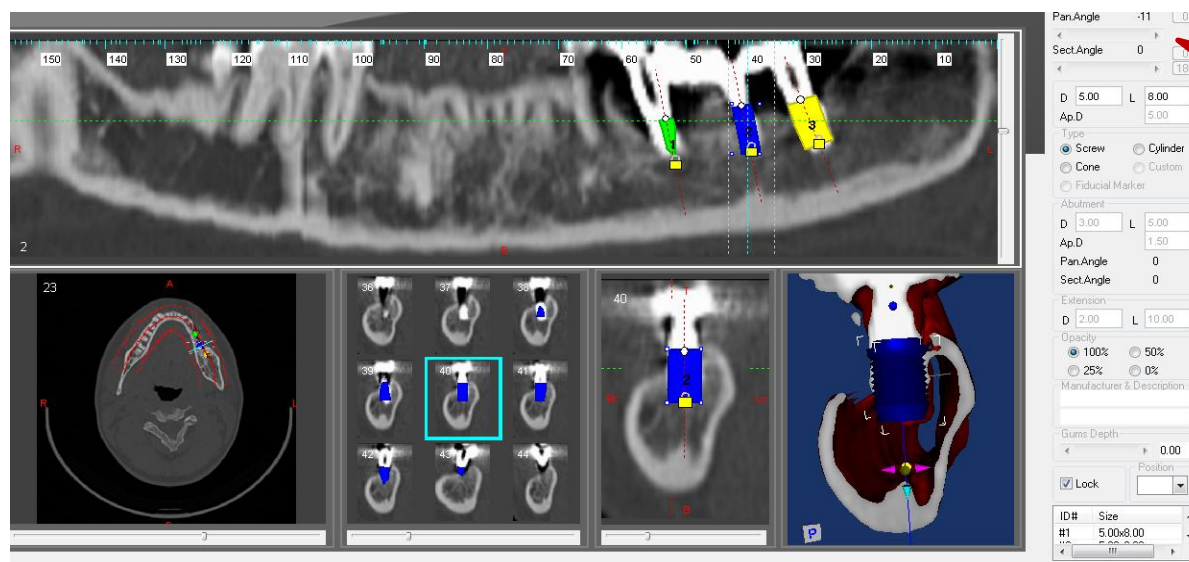 Pan.Angle -11
Sect.Angle 0
150 140 130 120 110 100 90 80 70 60 50 40 30 20 10
R
L
1
2
3
2
D 5.00 L 8.00
Ap.D 5.00
Type
Screw Cylinder
Cone Custom
Fiducial Marker
Abutment
D 3.00 L 5.00
Ap.D 1.50
Pan.Angle 0
Sect.Angle 0
Extension
D 2.00 L 10.00
Opacity
100% 50%
25% 0%
Manufacturer & Description
Gums Depth
0.00
Position
Lock
ID# Size
#1 5.00x8.00
23
A
R
36 37 38
39 40 41
42 43 44
40
2
B
P